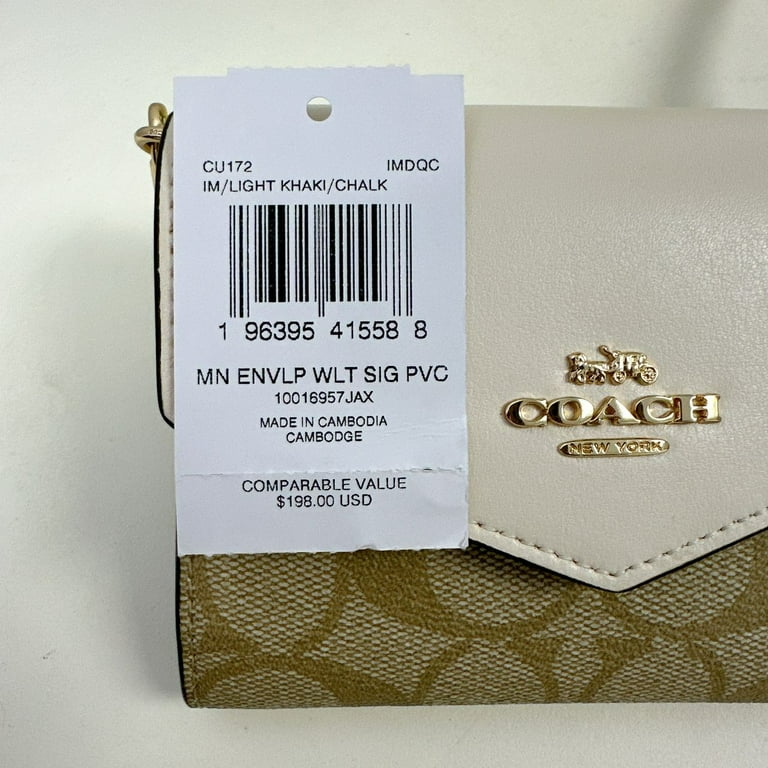 CU172 IMDQC
IM/LIGHT KHAKI/CHALK
1 96395 41558 8
MN ENVLP WLT SIG PVC
10016957JAX
MADE IN CAMBODIA
CAMBODGE
COMPARABLE VALUE
$198.00 USD
COACH
NEW YORK